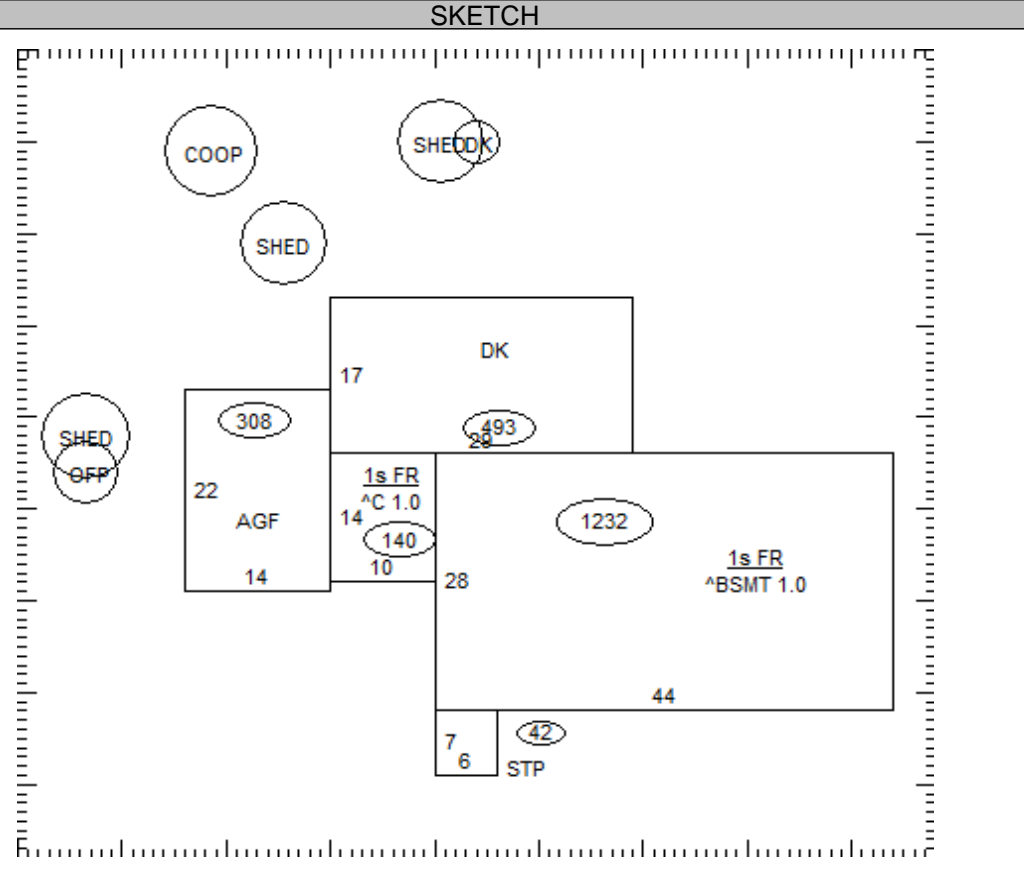 SKETCH
COOP
SHED
DK
SHED
DK
17
308
493
29
SHED
OFP
1s FR
^C 1.0
22
14
AGF
1232
140
10
14
28
1s FR
^BSMT 1.0
44
42
7
6
STP